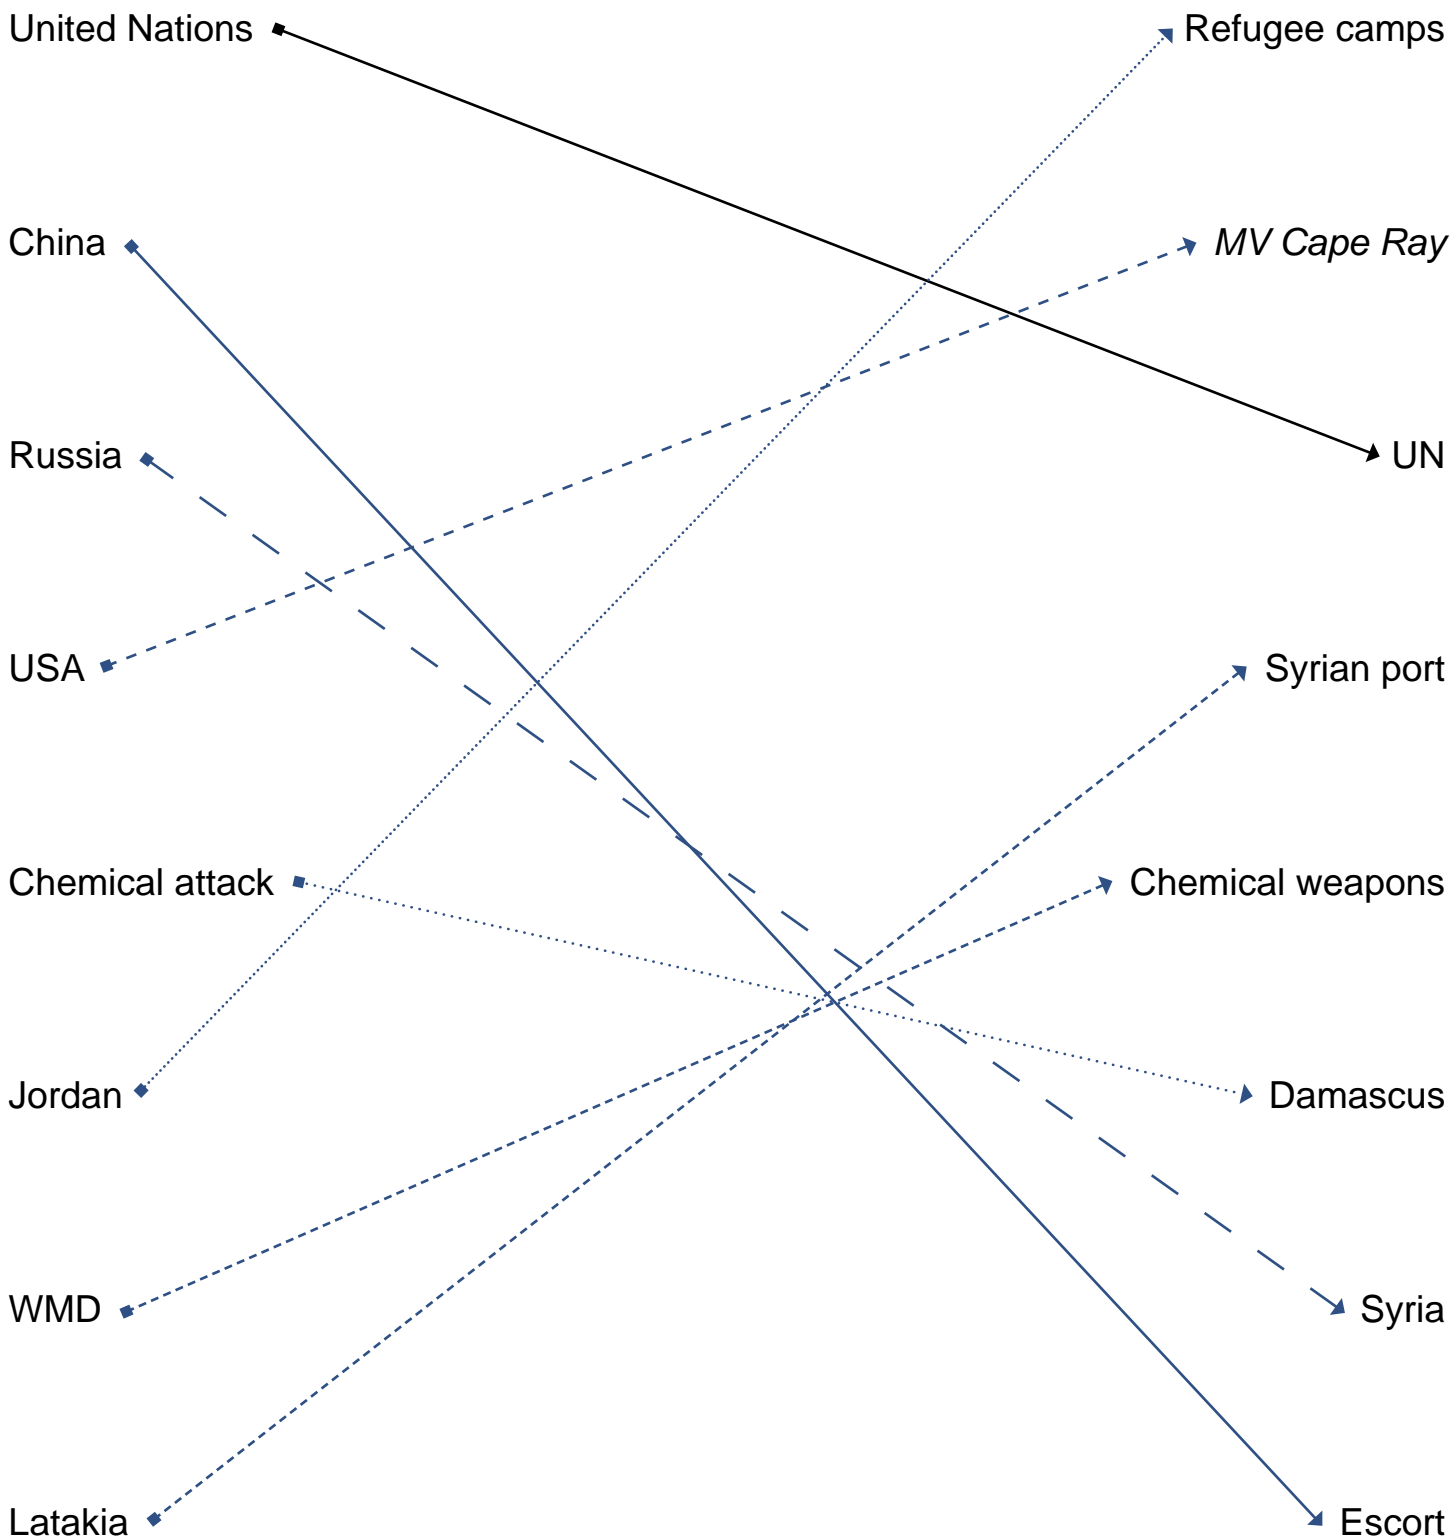 United Nations
Refugee camps
China
MV Cape Ray
Russia
UN
USA
Syrian port
Chemical attack
Chemical weapons
Jordan
Damascus
WMD
Syria
Latakia
Escort